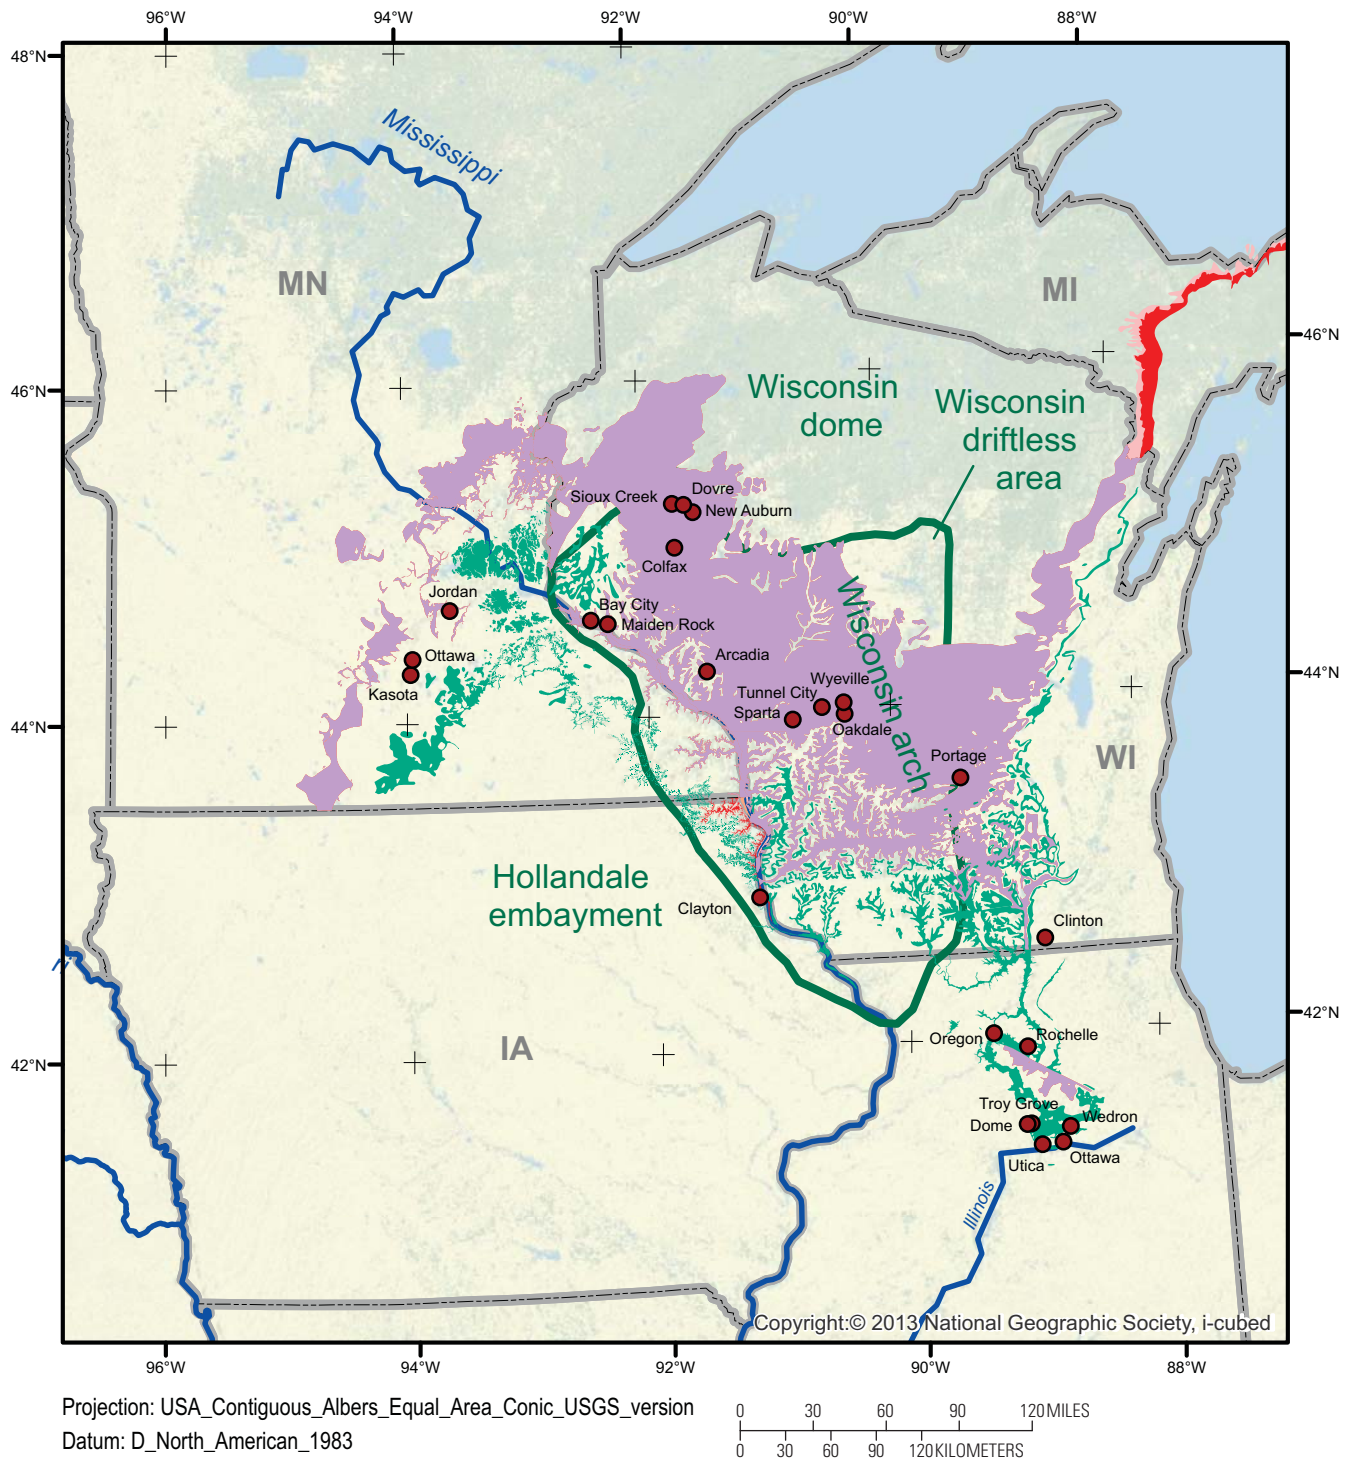 96°W 94°W 92°W 90°W 88°W
48°N
Mississippi
MN
MI
46°N
46°N
Wisconsin
dome
Wisconsin
driftless
area
Sioux Creek
Dovre
New Auburn
Colfax
Wisconsin arch
Jordan
Bay City
Maiden Rock
Ottawa
Kasota
Arcadia
Wyeville
Tunnel City
Sparta
Oakdale
44°N
44°N
Portage
WI
Hollandale
embayment
Clayton
Clinton
42°N
42°N
IA
Oregon
Rochelle
Troy Grove
Dome
Wedron
Utica
Ottawa
Illinois
Copyright:© 2013 National Geographic Society, i-cubed
96°W 94°W 92°W 90°W 88°W
Projection: USA_Contiguous_Albers_Equal_Area_Conic_USGS_version
Datum: D_North_American_1983
0 30 60 90 120 MILES
0 30 60 90 120 KILOMETERS